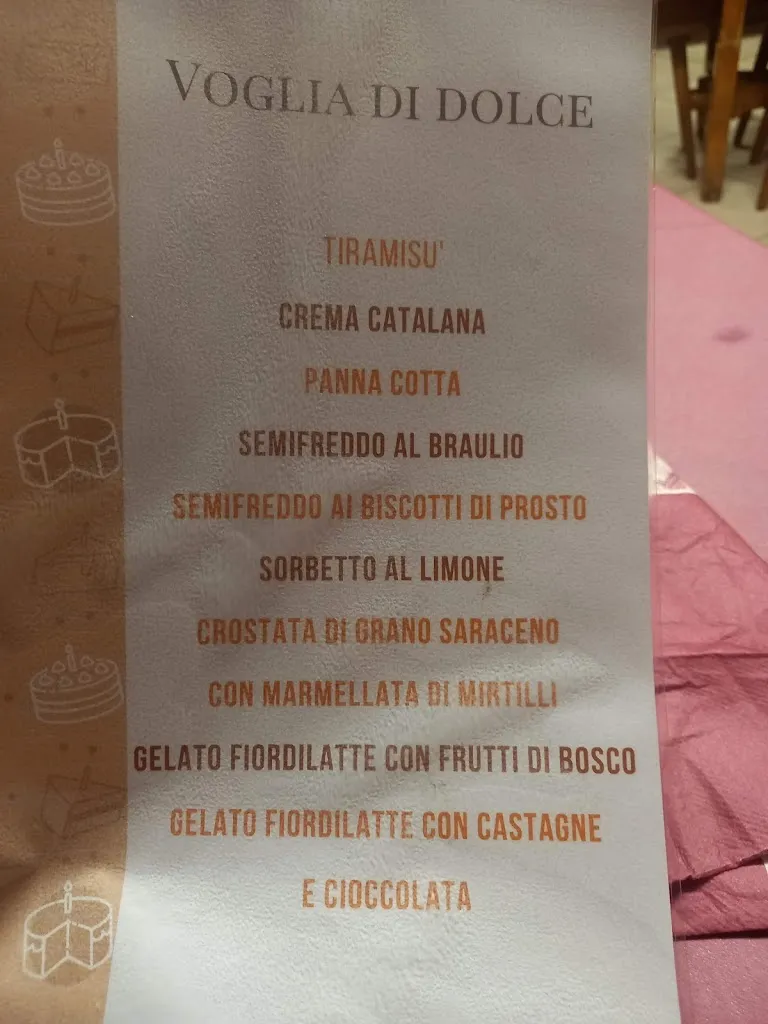 VOGLIA DI DOLCE
TIRAMISU'
CREMA CATALANA
PANNA COTTA
SEMIFREDDO AL BRAULIO
SEMIFREDDO AI BISCOTTI DI PROSTO
SORBETTO AL LIMONE
CROSTATA DI GRANO SARACENO
CON MARMELLATA DI MIRTILLI
GELATO FIORDILATTE CON FRUTTI DI BOSCO
GELATO FIORDILATTE CON CASTAGNE
E CIOCCOLATA